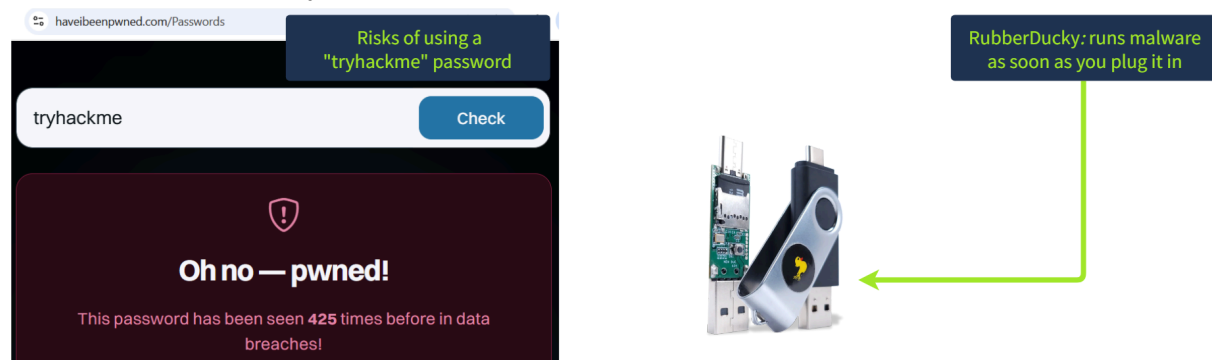 haveibeenpwned.com/Passwords
Risks of using a
"tryhackme" password
tryhackme
Check
Oh no — pwned!
This password has been seen 425 times before in data
breaches!
RubberDucky: runs malware
as soon as you plug it in